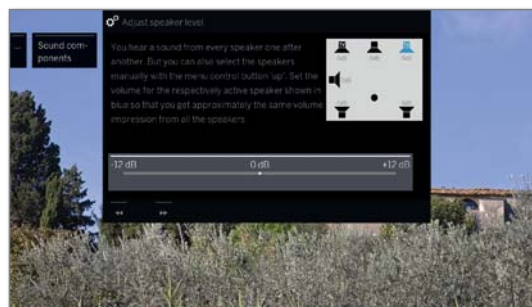 Adjust speaker level
...
Sound com-
ponents
You hear a sound from every speaker one after
another. But you can also select the speakers
manually with the menu control button 'up'. Set the
volume for the respectively active speaker shown in
blue so that you get approximately the same volume
impression from all the speakers.
-12 dB 0 dB +12 dB